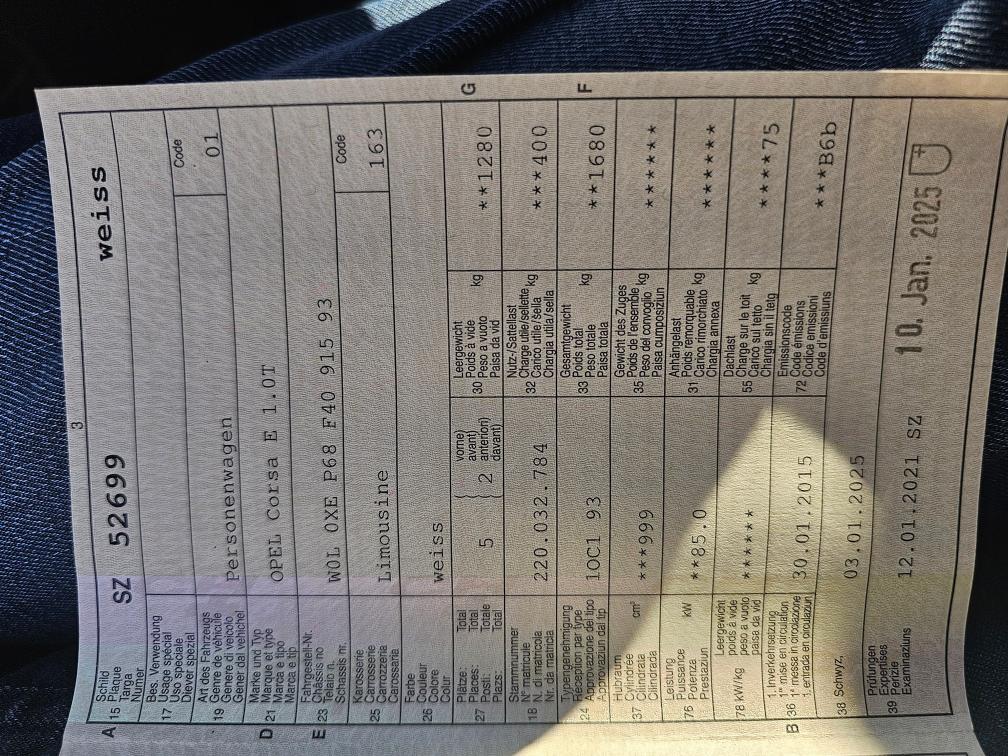 3
A 15 Schild
Plaque
Targa
Numer
SZ 52699 weiss
17 Bes. Verwendung
Usage spécial
Uso speciale
Diever spezial
19 Art des Fahrzeugs
Genre de véhicule
Genere di veicolo
Gener dal vehichel
Personenwagen
Code
01
D 21 Marke und Typ
Marque et type
Marca e tipo
Marca e tip
OPEL Corsa E 1.0T
E 23 Fahrgestell-Nr.
Châssis no
Telaio n.
Schassis nr.
W0L 0XE P68 F40 915 93
25 Karosserie
Carrosserie
Carrozzeria
Carossaria
Limousine
Code
163
26 Farbe
Couleur
Colore
Colur
weiss
27 Plätze: Total
Places: Total
Posti: Totale
Plazs: Total
5 2
vorne)
avant)
anteriori)
davant)
G 30 Leergewicht
Poids à vide
Peso a vuoto
Paisa da vid
kg **1280
18 Stammnummer
N° matricule
N. di matricola
Nr. da matricla
220.032.784
32 Nutz-/Sattellast
Charge utile/sellette
Carico utile / sella
Chargia utila/sella
kg ***400
24 Typengenehmigung
Réception par type
Approvazione del tipo
Approvaziun dal tip
1OC1 93
F 33 Gesamtgewicht
Poids total
Peso totale
Paisa totala
kg **1680
37 Hubraum
Cylindrée
Cilindrata
Cilindrada
cm³ ***999
35 Gewicht des Zuges
Poids de l'ensemble
Peso del convoglio
Paisa cumposiziun
kg ******
76 Leistung
Puissance
Potenza
Prestaziun
kW **85.0
31 Anhängelast
Poids remorquable
Carico rimorchiato
Chargia annexa
kg ******
78 kW/kg Leergewicht
poids à vide
peso a vuoto
paisa da vid
******
55 Dachlast
Charge sur le toit
Carico sul tetto
Chargia sin il tetg
kg ****75
B 36 1. Inverkehrsetzung
1re mise en circulation
1a messa in circolazione
1. entrada en circulaziun
30.01.2015
72 Emissionscode
Code émissions
Codice emissioni
Code d'emissiuns
***B6b
38 Schwyz,
03.01.2025
39 Prüfungen
Expertises
Perizie
Examinaziuns
12.01.2021 SZ
10. Jan. 2025